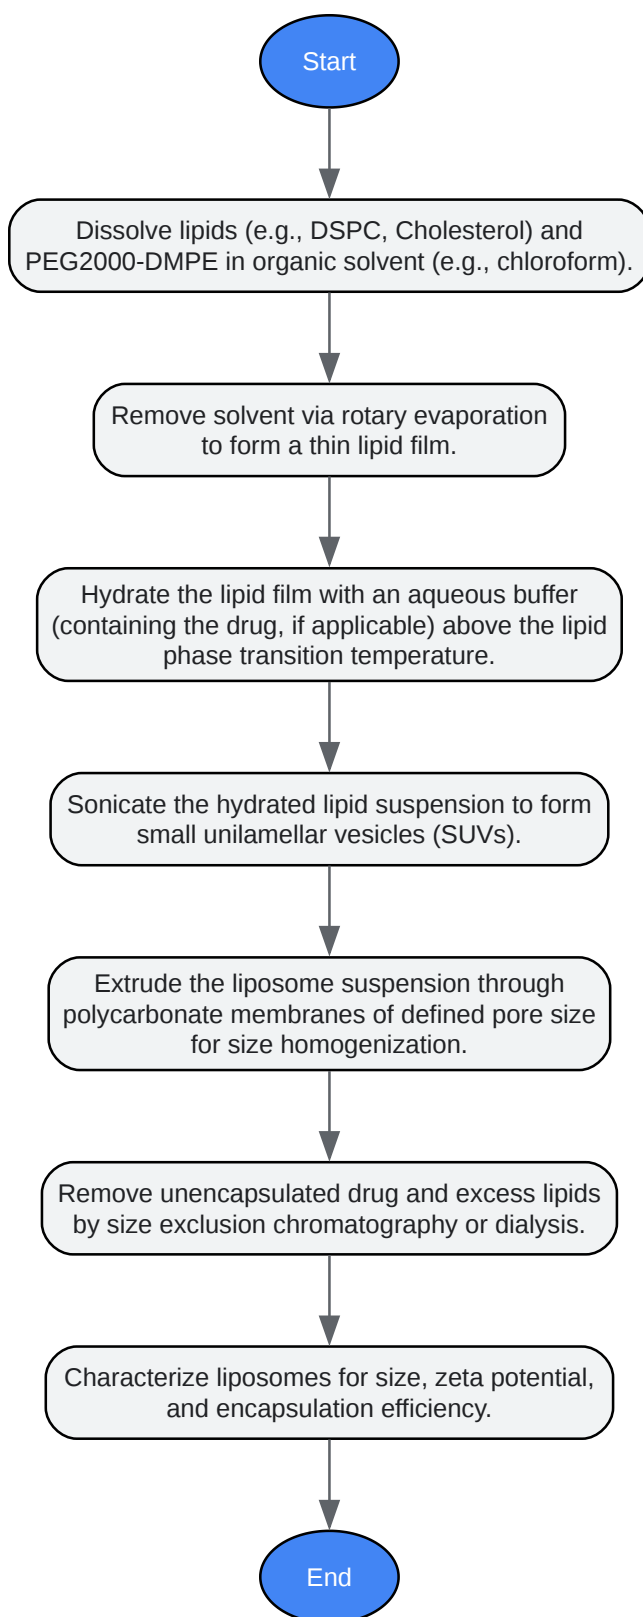 Start
Dissolve lipids (e.g., DSPC, Cholesterol) and
PEG2000-DMPE in organic solvent (e.g., chloroform).
Remove solvent via rotary evaporation
to form a thin lipid film.
Hydrate the lipid film with an aqueous buffer
(containing the drug, if applicable) above the lipid
phase transition temperature.
Sonicate the hydrated lipid suspension to form
small unilamellar vesicles (SUVs).
Extrude the liposome suspension through
polycarbonate membranes of defined pore size
for size homogenization.
Remove unencapsulated drug and excess lipids
by size exclusion chromatography or dialysis.
Characterize liposomes for size, zeta potential,
and encapsulation efficiency.
End